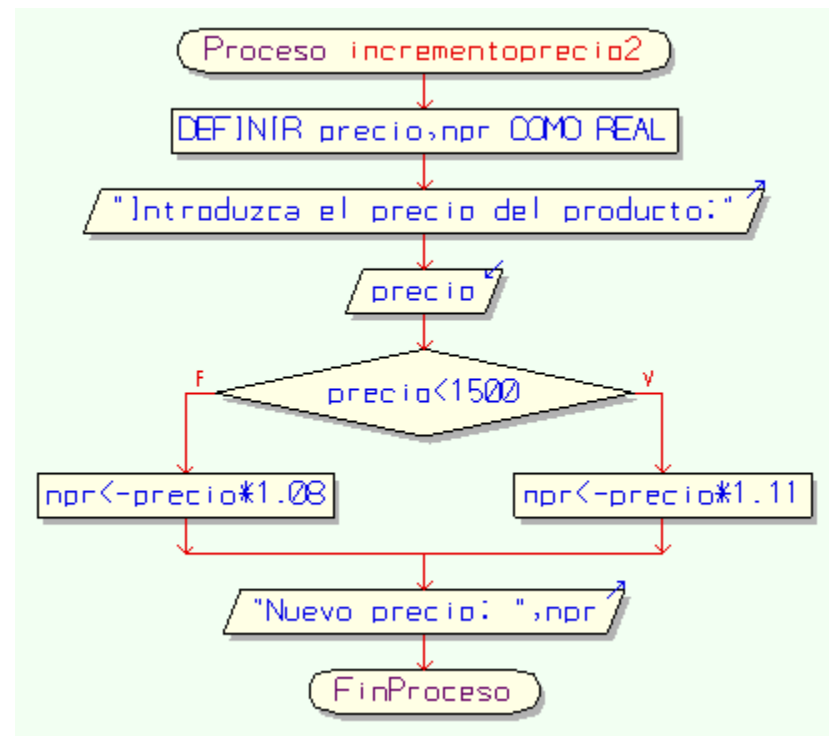 Proceso incrementoprecio2
DEFINIR precio,npr COMO REAL
"Introduzca el precio del producto:"
precio
F
V
precio<1500
npr<-precio*1.08
npr<-precio*1.11
"Nuevo precio: ",npr
FinProceso